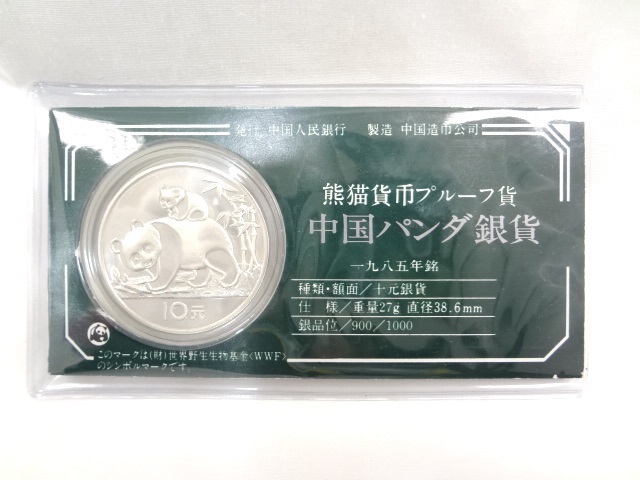 発行 中国人民銀行 製造 中国造币公司
熊猫貨币プルーフ貨
中国パンダ銀貨
一九八五年銘
種類・額面/十元銀貨
仕 様/重量27g 直径38.6mm
銀品位/900/1000
10元
このマークは(財)世界野生生物基金<WWF>
のシンボルマークです。